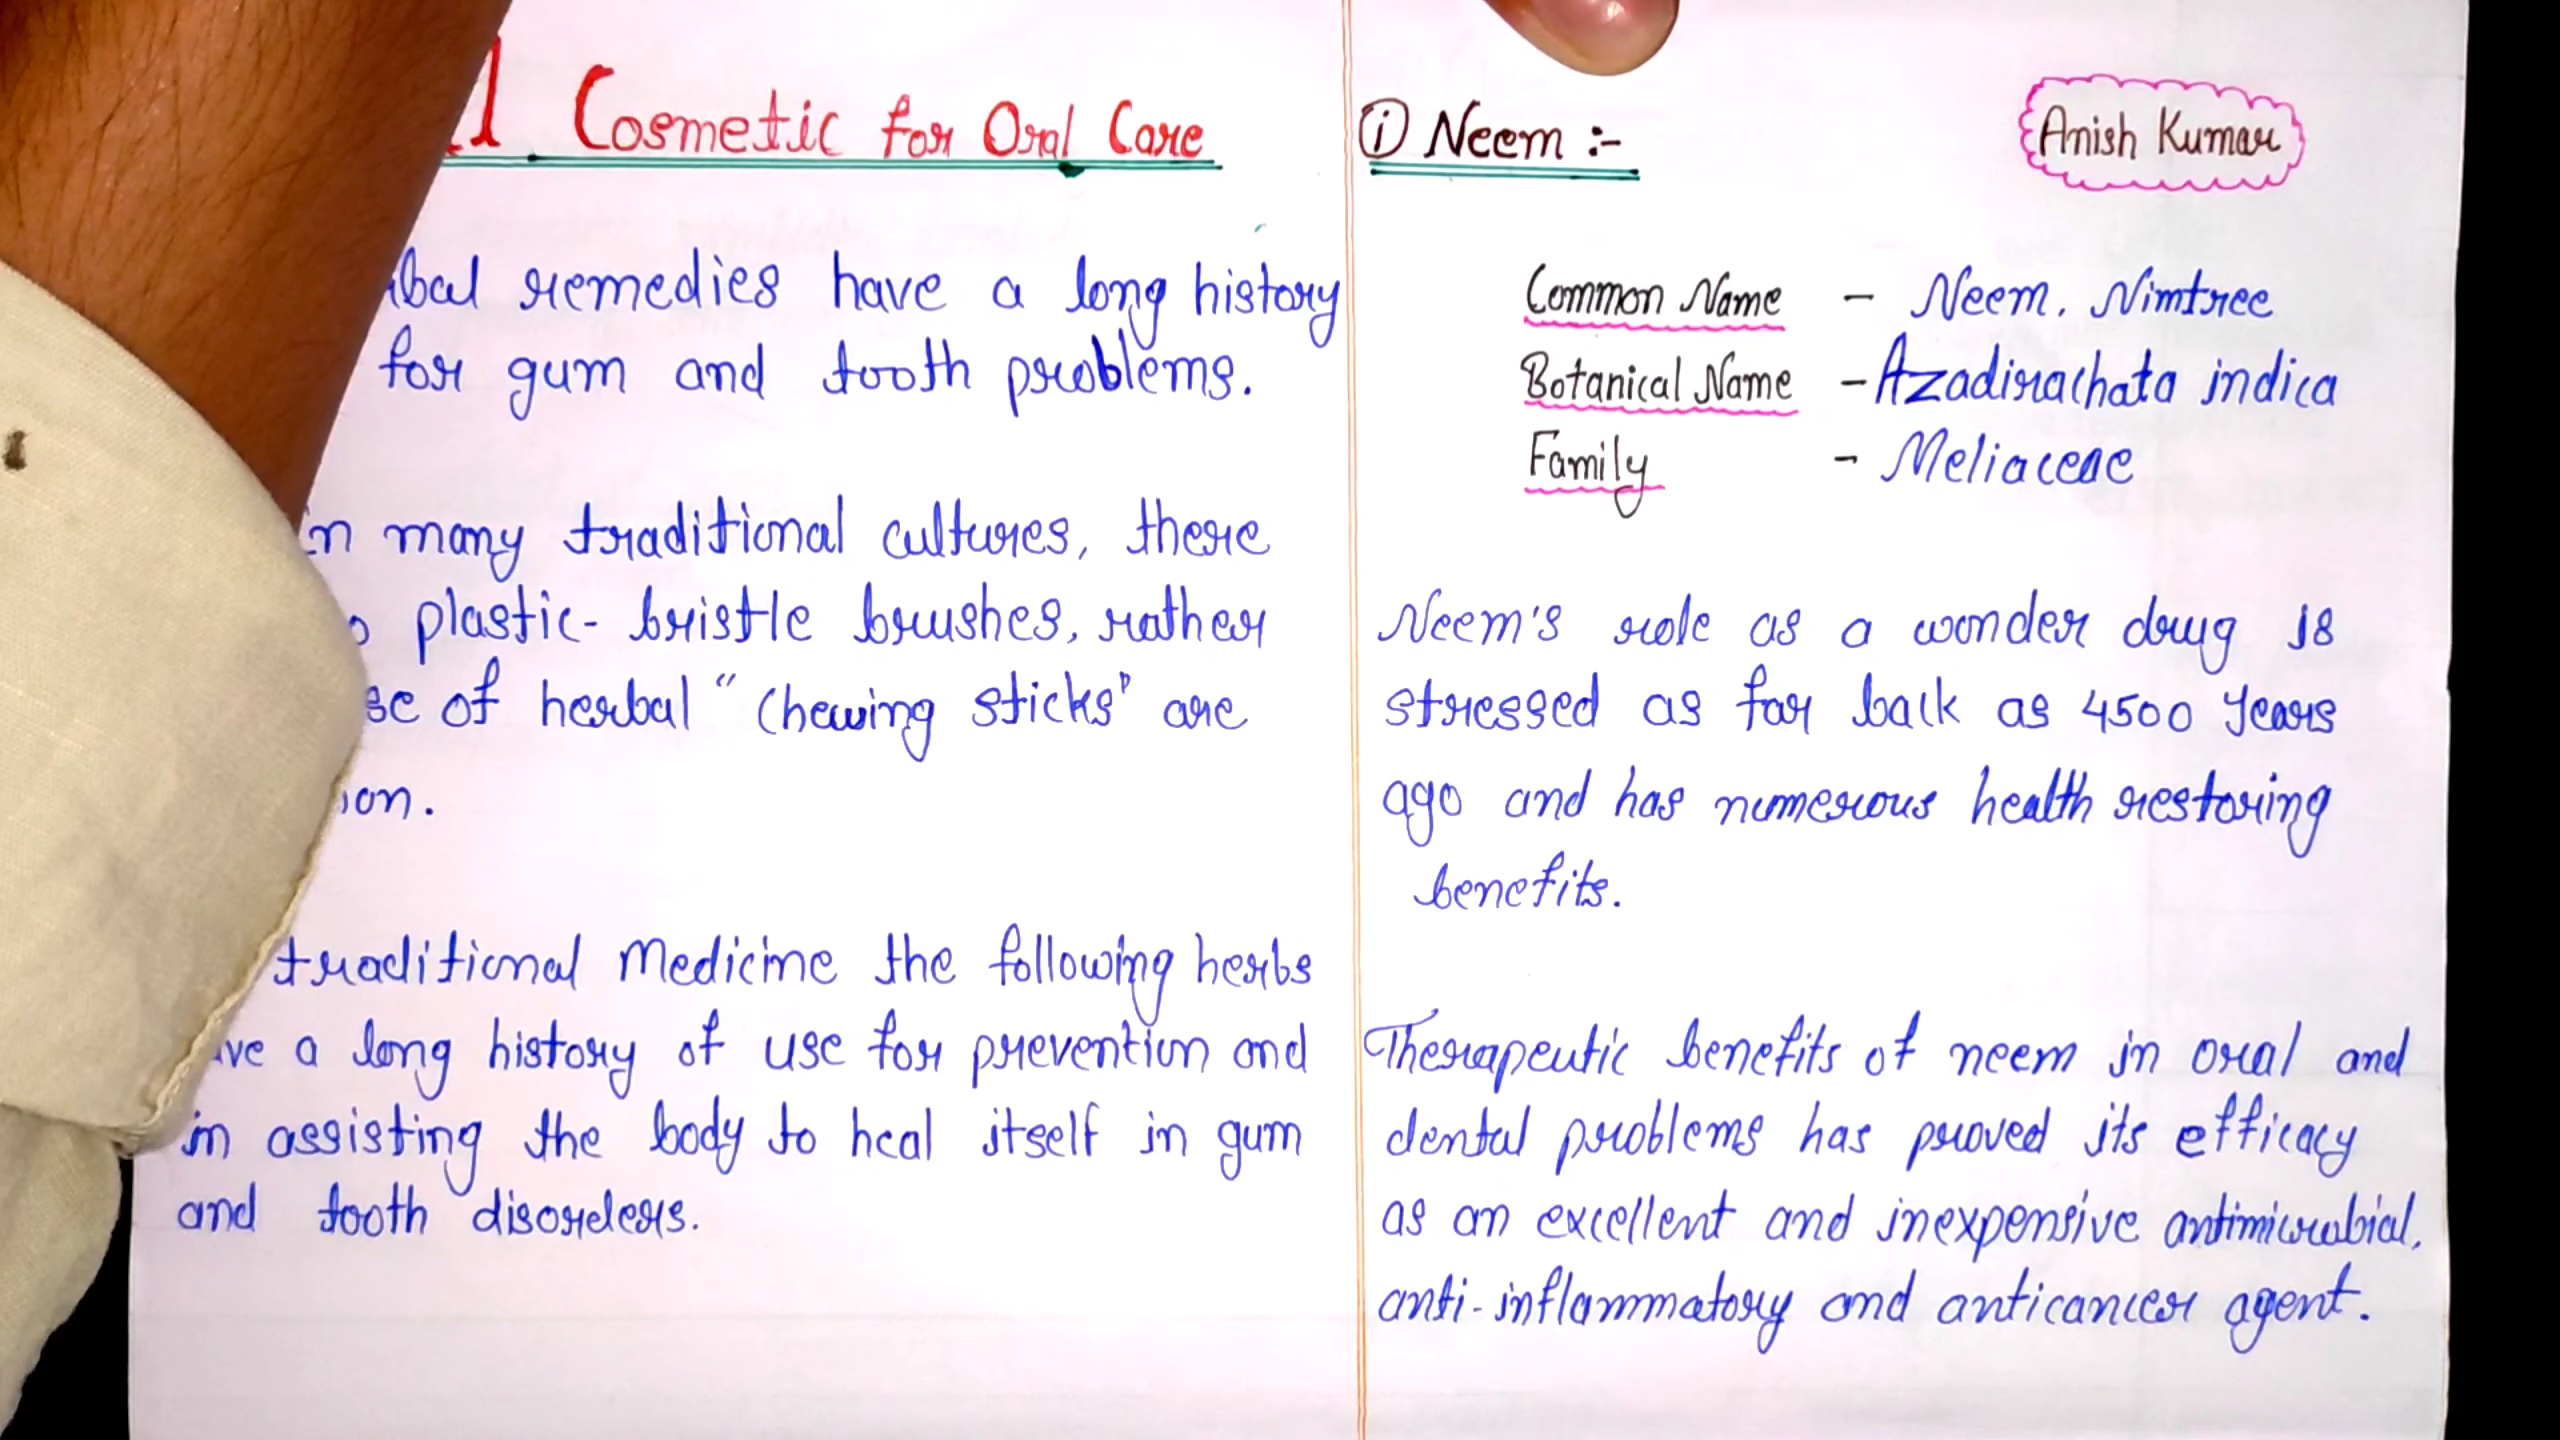 Cosmetic for Oral Care
remedies have a long history
for gum and tooth problems.
many traditional cultures, there
plastic- bristle brushes, rather
of herbal "Chewing sticks" are
traditional Medicine the following herbs
a long history of use for prevention and
in assisting the body to heal itself in gum
and tooth disorders.
(i) Neem :-
Anish Kumar
Common Name - Neem, Nimtree
Botanical Name - Azadirachata indica
Family - Meliaceae
Neem's role as a wonder drug is
stressed as far back as 4500 years
ago and has numerous health restoring
benefits.
Therapeutic benefits of neem in oral and
dental problems has proved its efficacy
as an excellent and inexpensive antimicrobial,
anti-inflammatory and anticancer agent.